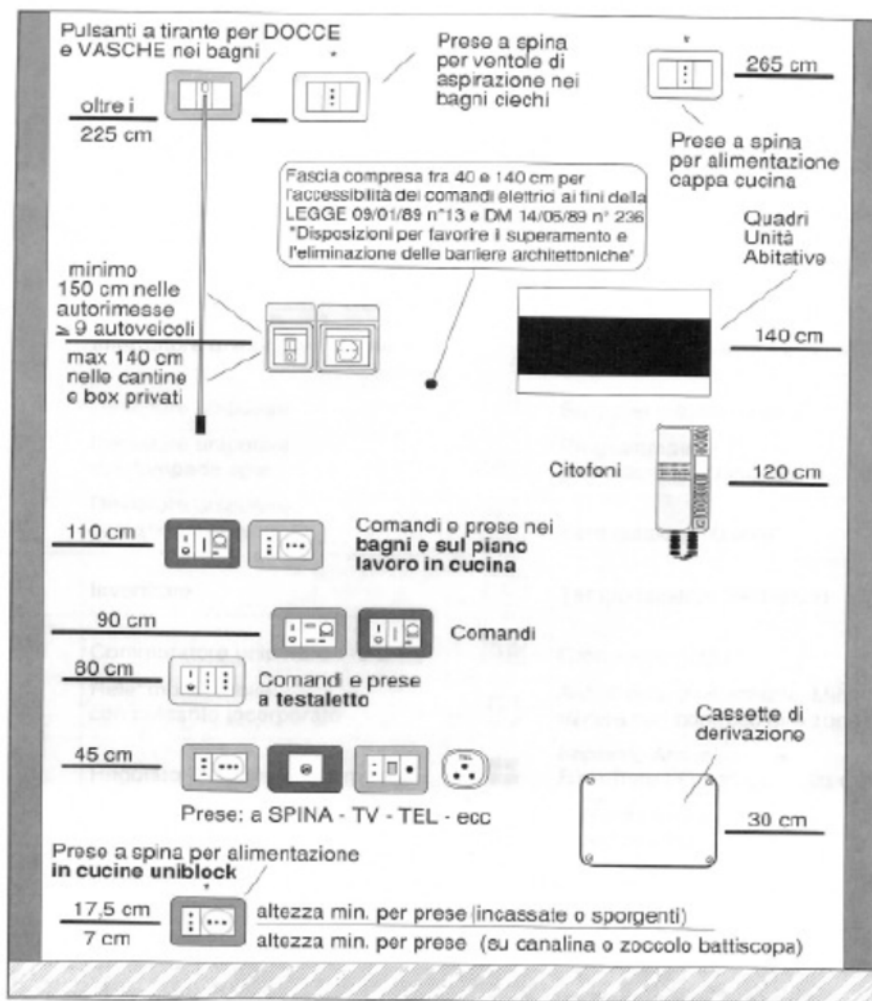 Pulsanti a tirante per DOCCE
e VASCHE nei bagni
oltre i
225 cm
*
Prese a spina
per ventole di
aspirazione nei
bagni ciechi
*
265 cm
Prese a spina
per alimentazione
cappa cucina
Fascia compresa fra 40 e 140 cm per
l'accessibilità dei comandi elettrici ai fini della
LEGGE 09/01/89 n°13 e DM 14/06/89 n° 236
"Disposizioni per favorire il superamento e
l'eliminazione delle barriere architettoniche"
Quadri
Unità
Abitative
140 cm
minimo
150 cm nelle
autorimesse
≥ 9 autoveicoli
max 140 cm
nelle cantine
e box privati
Citofoni
120 cm
110 cm
Comandi e prese nei
bagni e sul piano
lavoro in cucina
90 cm
Comandi
80 cm
Comandi e prese
a testaletto
45 cm
TEL
Prese: a SPINA - TV - TEL - ecc
Cassette di
derivazione
30 cm
Prese a spina per alimentazione
in cucine uniblock
*
17,5 cm
altezza min. per prese (incassate o sporgenti)
7 cm
altezza min. per prese (su canalina o zoccolo battiscopa)